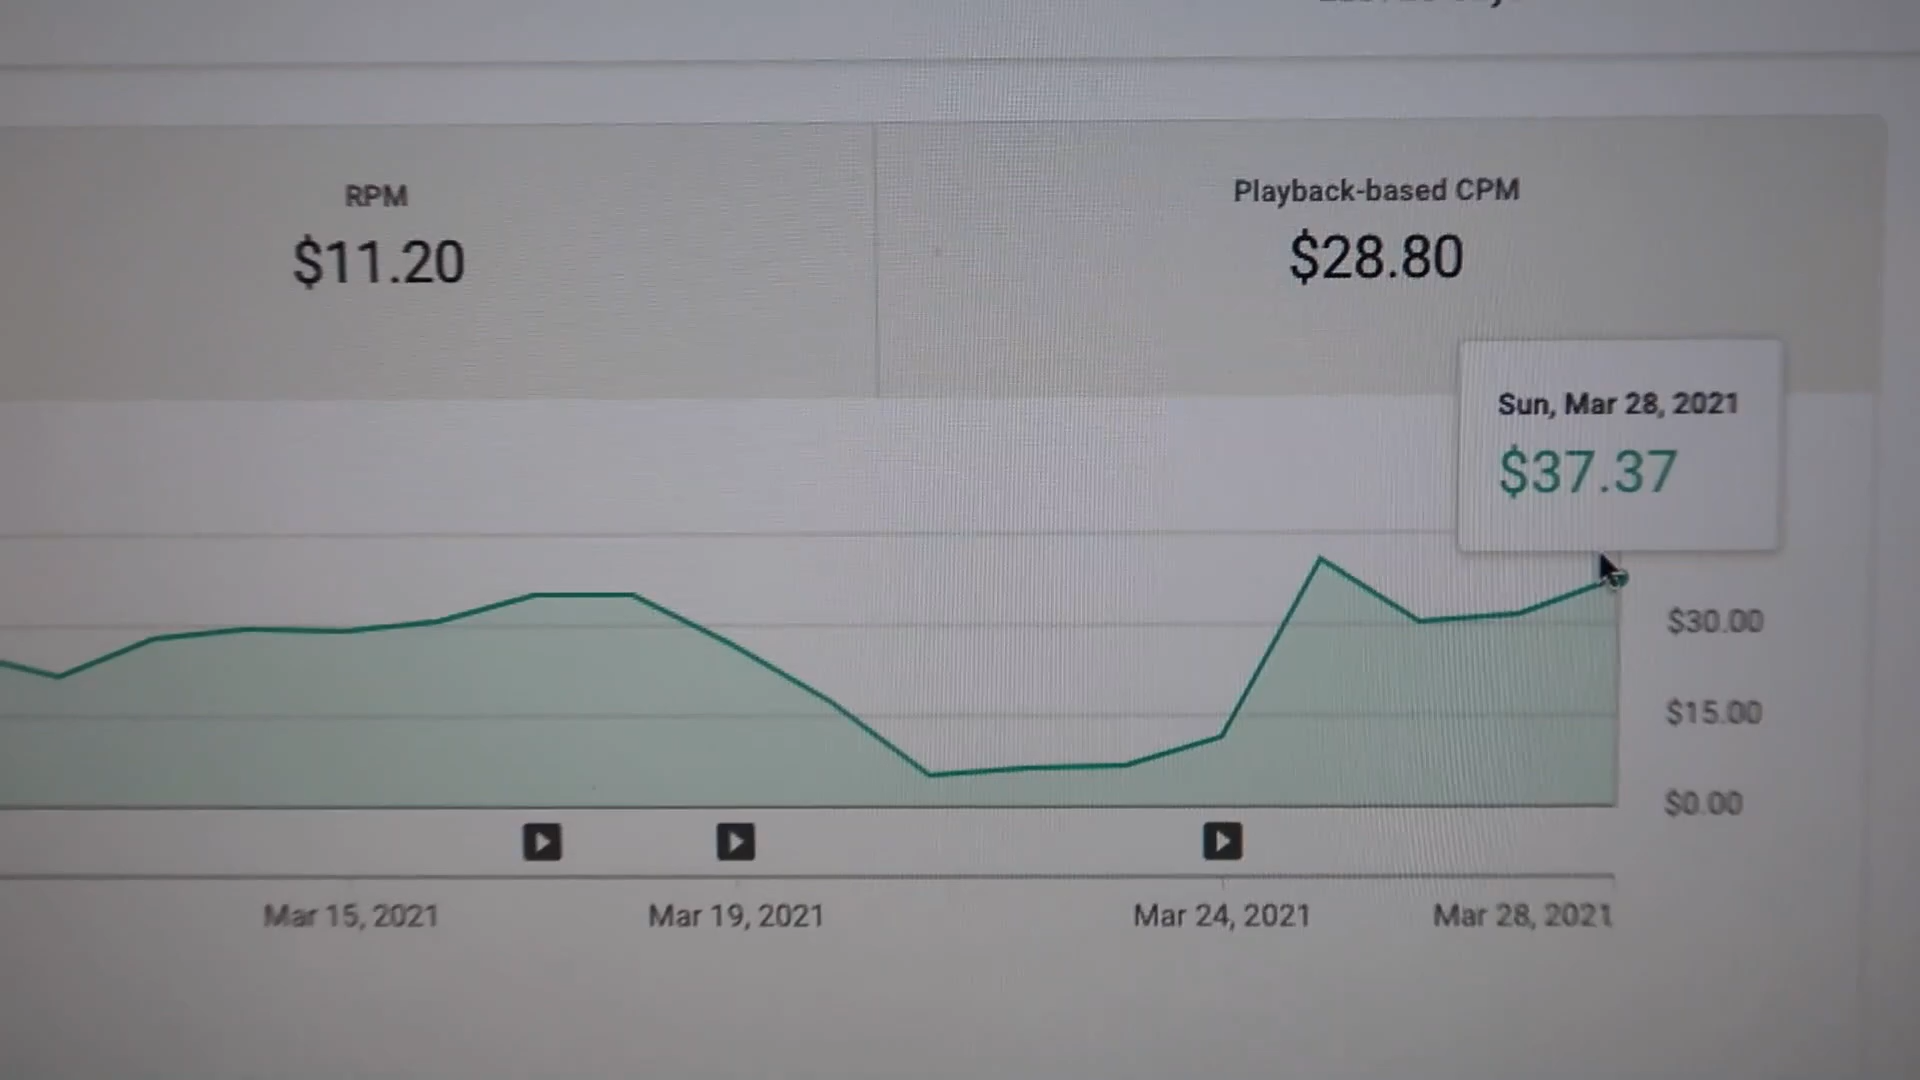 RPM
$11.20
Playback-based CPM
$28.80
Sun, Mar 28, 2021
$37.37
$30.00
$15.00
$0.00
Mar 15, 2021
Mar 19, 2021
Mar 24, 2021
Mar 28, 2021